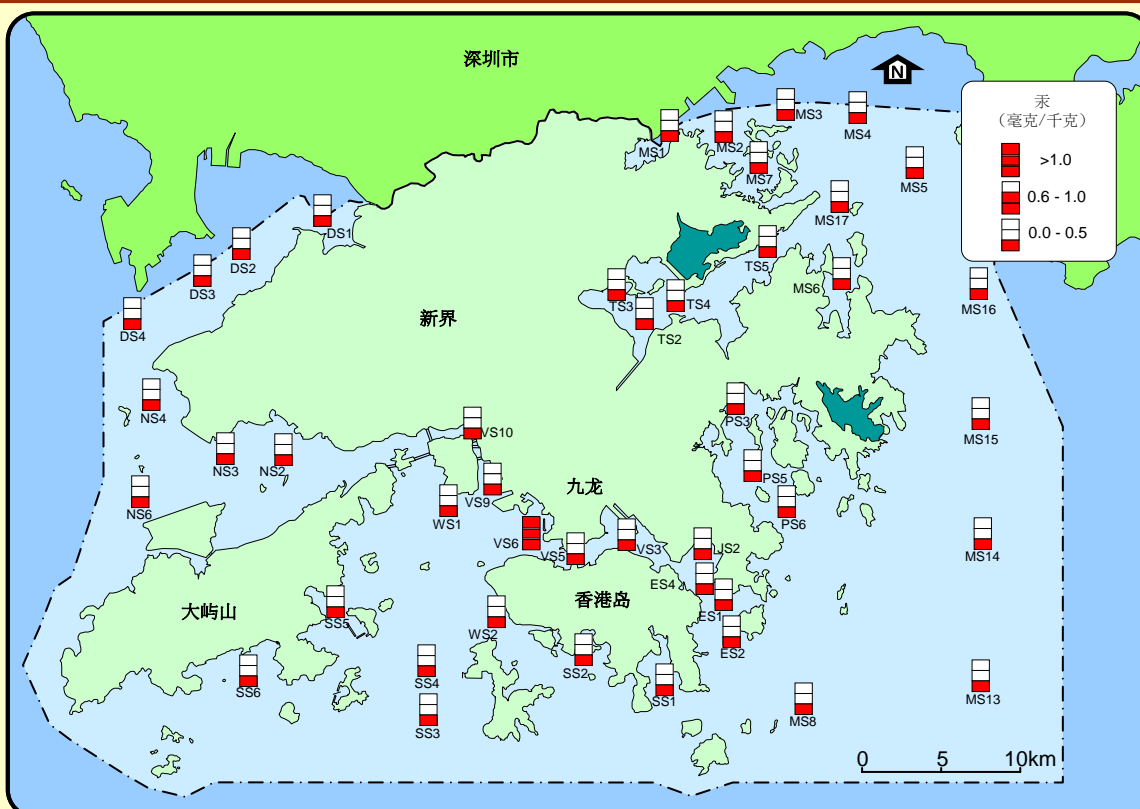 深圳市
N
汞
（毫克/千克）
>1.0
0.6 - 1.0
0.0 - 0.5
MS1
MS2
MS3
MS4
MS7
MS5
MS17
DS1
DS2
DS3
DS4
TS5
TS3
TS4
TS2
MS6
MS16
新界
NS4
NS3
NS2
NS6
VS10
VS9
WS1
九龙
PS3
PS5
PS6
MS15
MS14
VS6
VS5
VS3
JS2
ES4
ES1
ES2
香港岛
大屿山
SS5
WS2
SS2
SS6
SS4
SS3
SS1
MS8
MS13
0 5 10km